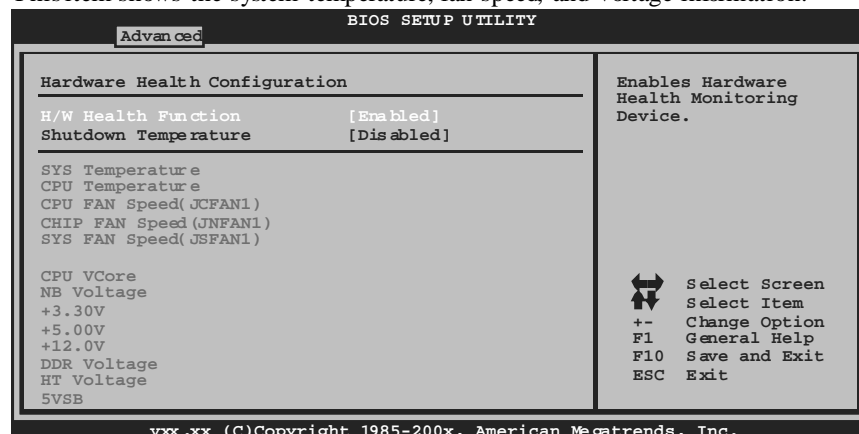 This item shows the system temperature, fan speed, and voltage information.
BIOS SETUP UTILITY
Advanced
Hardware Health Configuration
H/W Health Function [Enabled]
Shutdown Temperature [Disabled]
SYS Temperature
CPU Temperature
CPU FAN Speed(JCFAN1)
CHIP FAN Speed(JNFAN1)
SYS FAN Speed(JSFAN1)
CPU VCore
NB Voltage
+3.30V
+5.00V
+12.0V
DDR Voltage
HT Voltage
5VSB
Enables Hardware
Health Monitoring
Device.
Select Screen
Select Item
+- Change Option
F1 General Help
F10 Save and Exit
ESC Exit
vxx.xx (C)Copyright 1985-200x, American Megatrends, Inc.